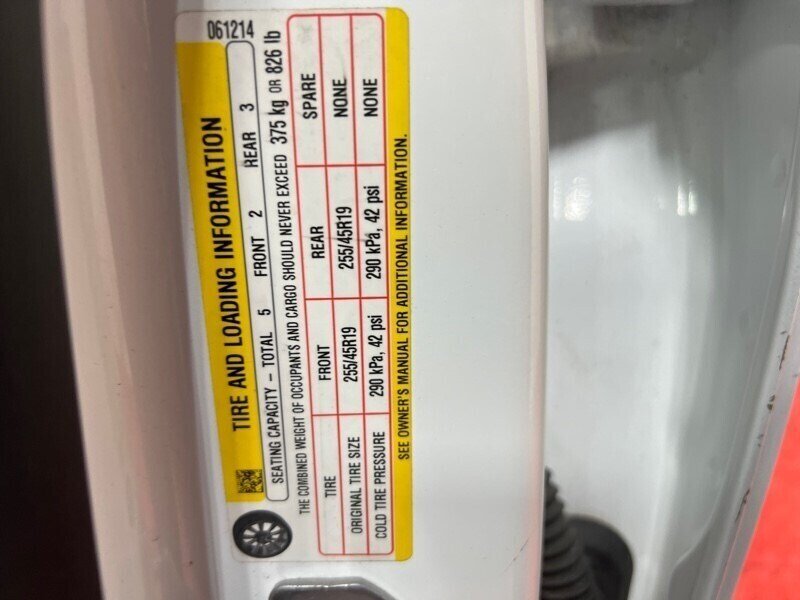 061214
TIRE AND LOADING INFORMATION
SEATING CAPACITY – TOTAL 5 FRONT 2 REAR 3
THE COMBINED WEIGHT OF OCCUPANTS AND CARGO SHOULD NEVER EXCEED 375 kg OR 826 lb
TIRE FRONT REAR SPARE
ORIGINAL TIRE SIZE 255/45R19 255/45R19 NONE
COLD TIRE PRESSURE 290 kPa, 42 psi 290 kPa, 42 psi NONE
SEE OWNER'S MANUAL FOR ADDITIONAL INFORMATION.